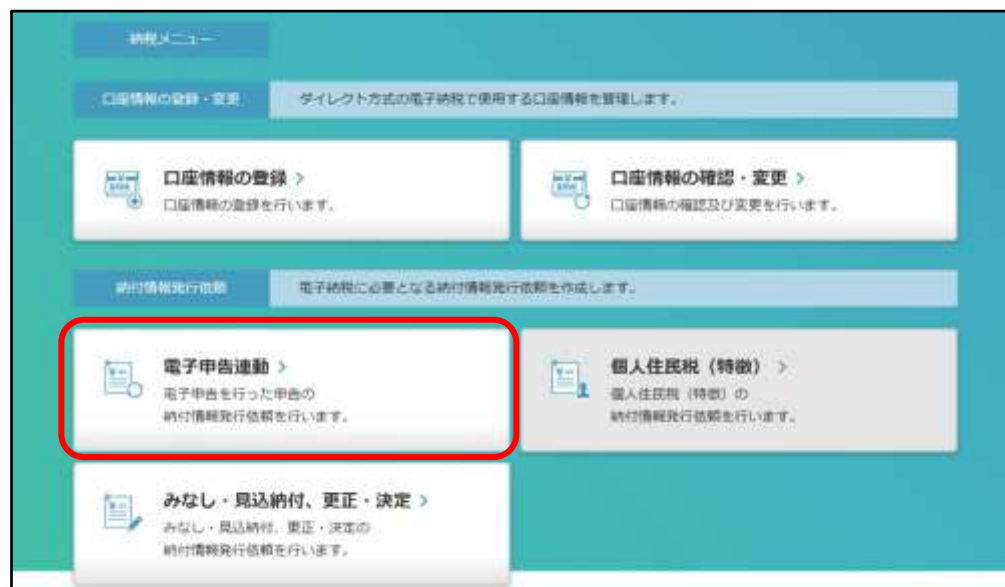 納税メニュー
口座情報の登録・変更
ダイレクト方式の電子納税で使用する口座情報を管理します。
口座情報の登録 >
口座情報の登録を行います。
口座情報の確認・変更 >
口座情報の確認及び変更を行います。
納付情報発行依頼
電子納税に必要となる納付情報発行依頼を作成します。
電子申告連動 >
電子申告を行った申告の
納付情報発行依頼を行います。
個人住民税（特徴） >
個人住民税（特徴）の
納付情報発行依頼を行います。
みなし・見込納付、更正・決定 >
みなし・見込納付、更正・決定の
納付情報発行依頼を行います。